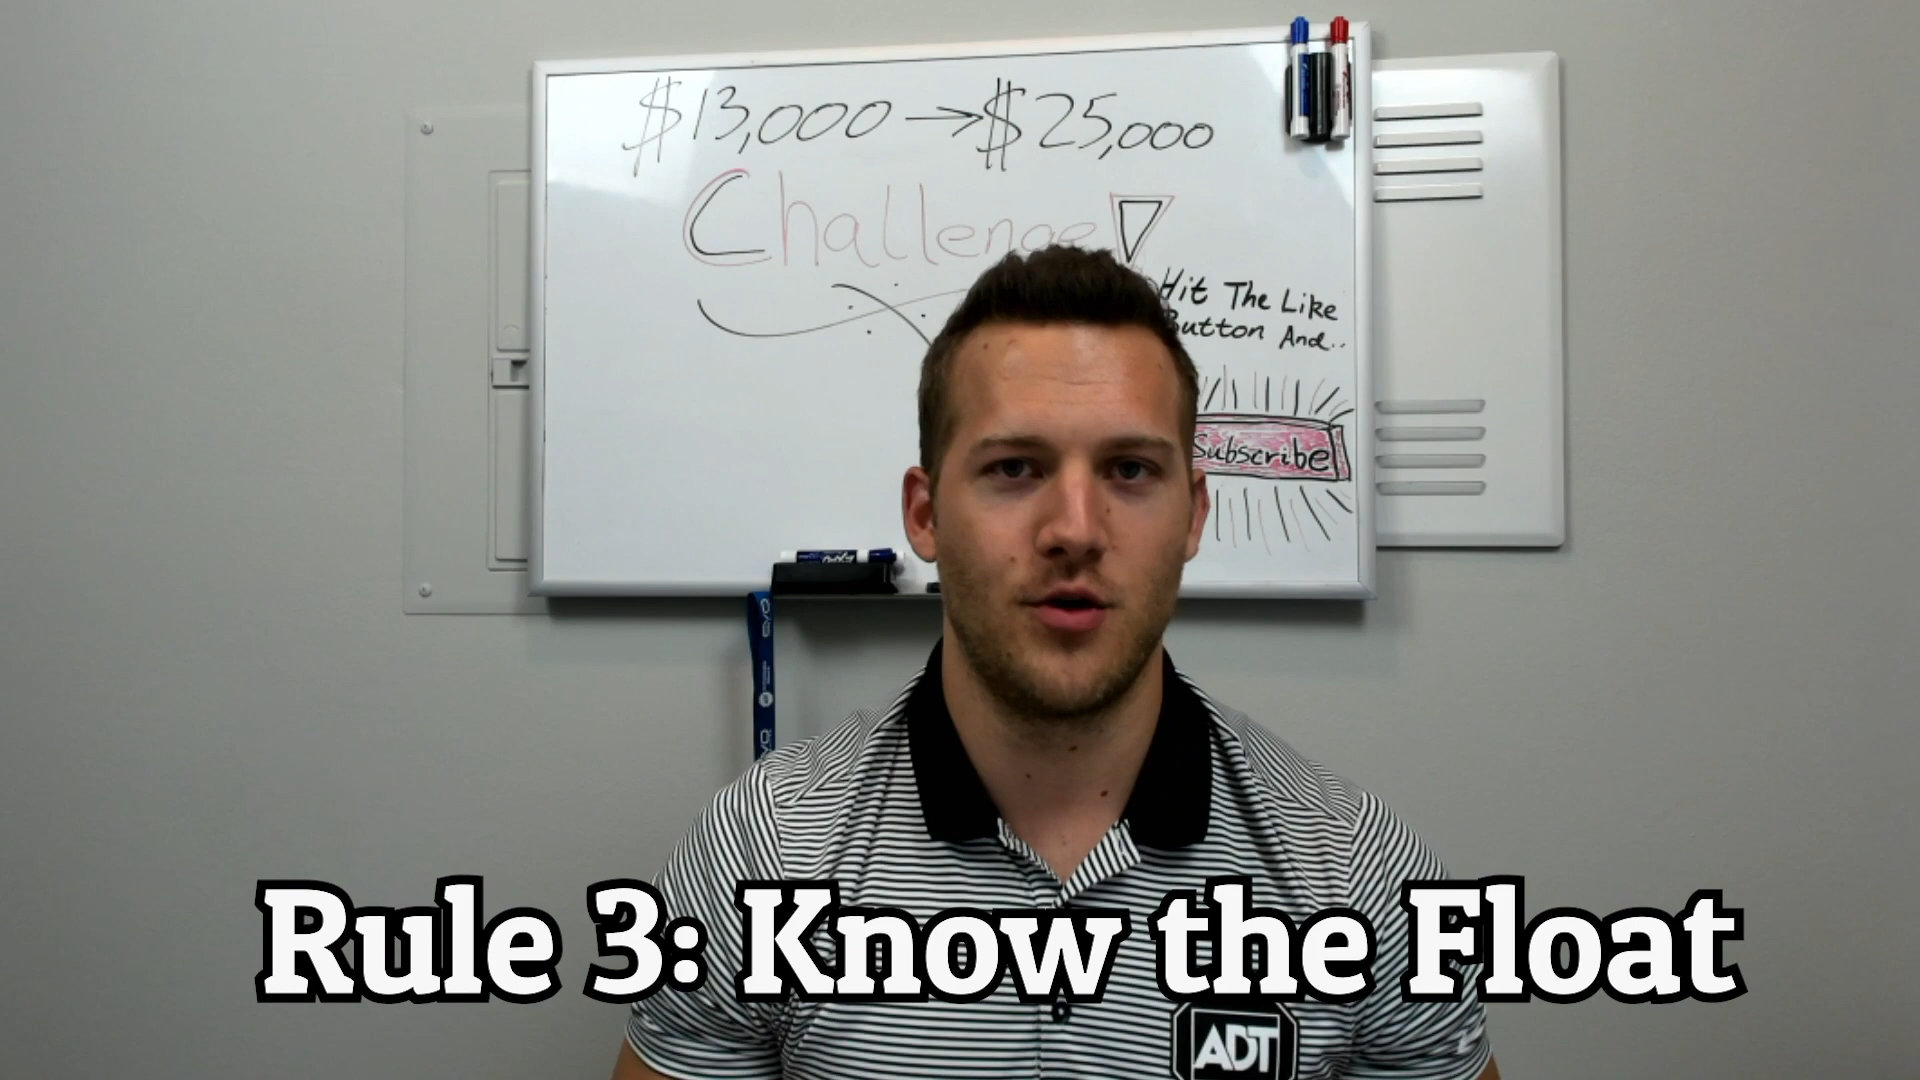 $13,000 → $25,000
Challenge
Hit The Like
Button And..
Subscribe
Rule 3: Know the Float
ADT